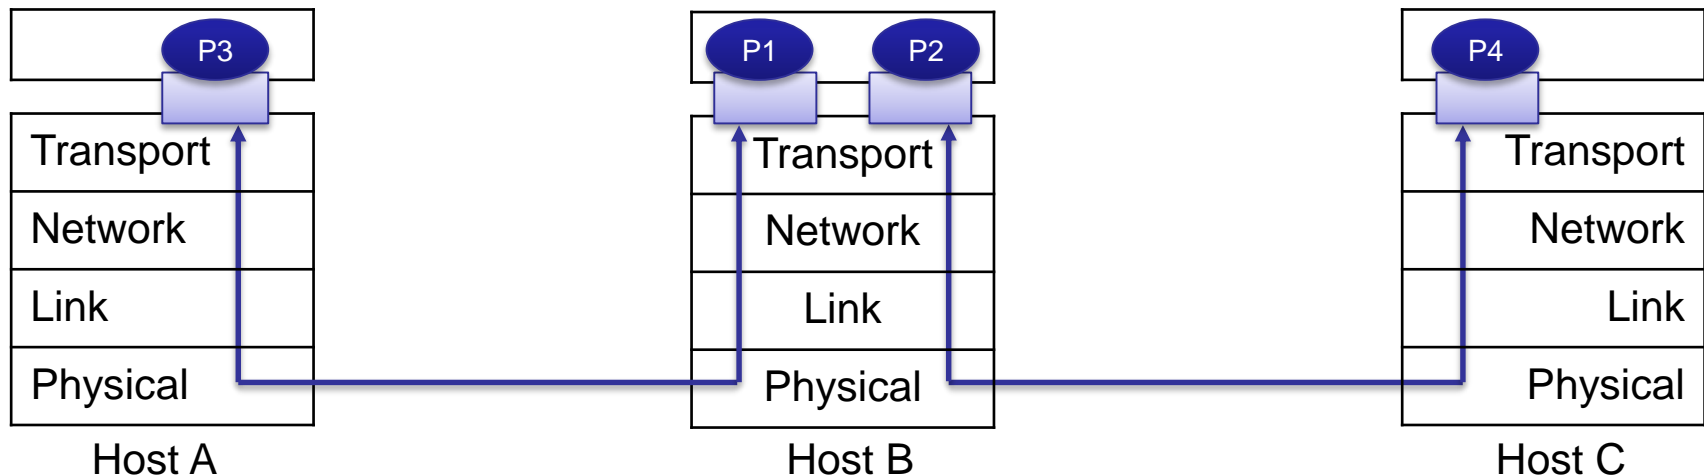 P3
P1
P2
P4
Transport
Transport
Transport
Network
Network
Network
Link
Link
Link
Physical
Physical
Physical
Host A
Host B
Host C